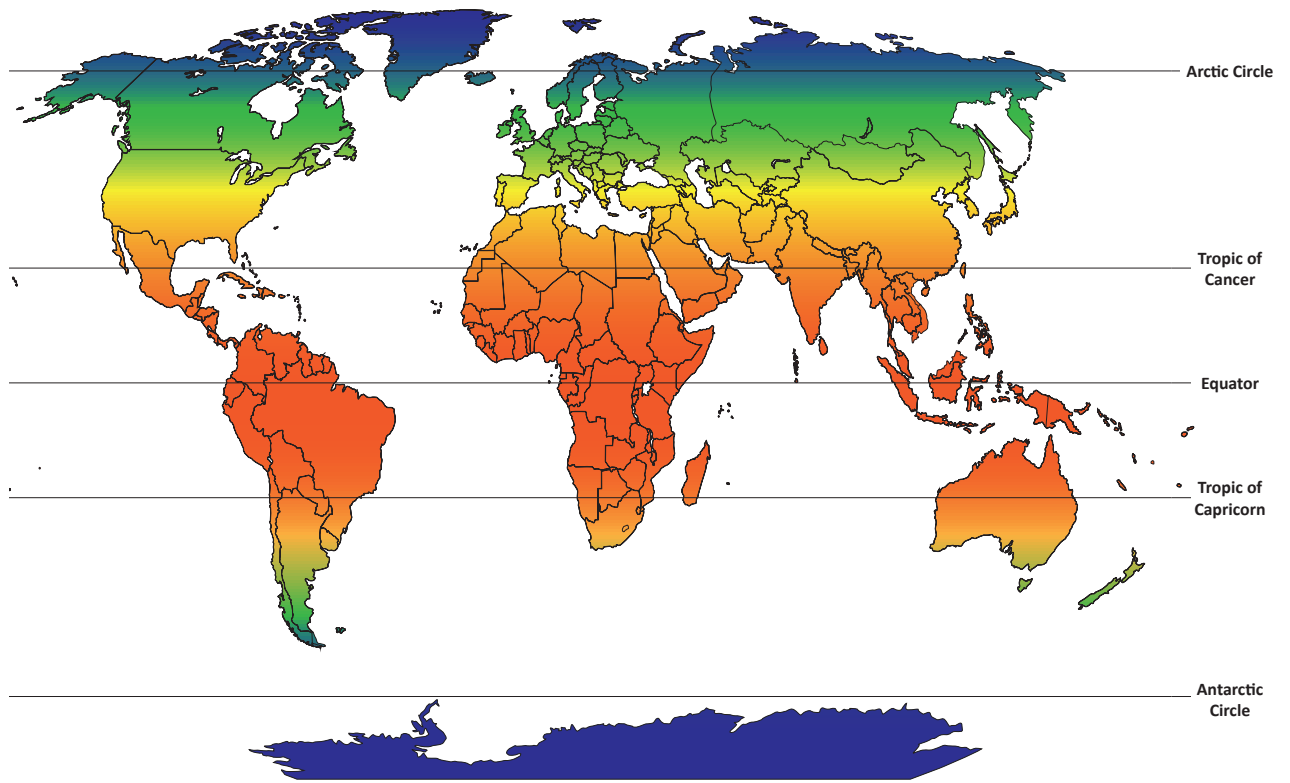 Arctic Circle
Tropic of
Cancer
Equator
Tropic of
Capricorn
Antarctic
Circle